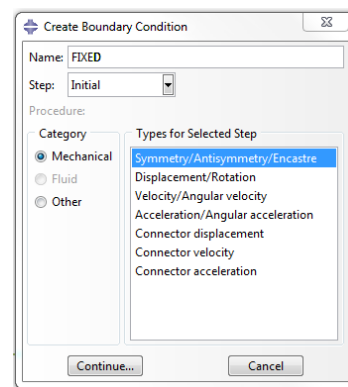 Create Boundary Condition
Name: FIXED
Step: Initial
Procedure:
Category
Mechanical
Fluid
Other
Types for Selected Step
Symmetry/Antisymmetry/Encastre
Displacement/Rotation
Velocity/Angular velocity
Acceleration/Angular acceleration
Connector displacement
Connector velocity
Connector acceleration
Continue... Cancel